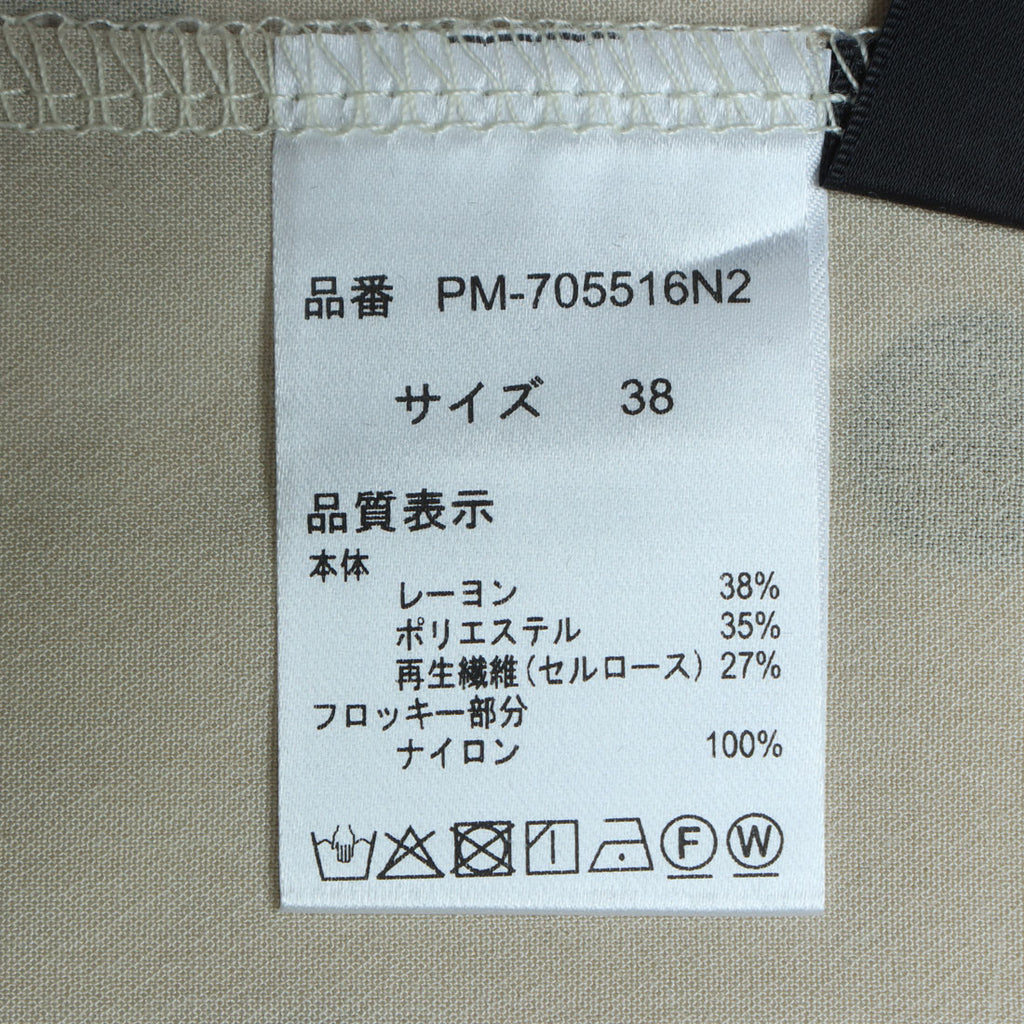 品番 PM-705516N2
サイズ 38
品質表示
本体
レーヨン 38%
ポリエステル 35%
再生繊維(セルロース) 27%
フロッキー部分
ナイロン 100%
F W